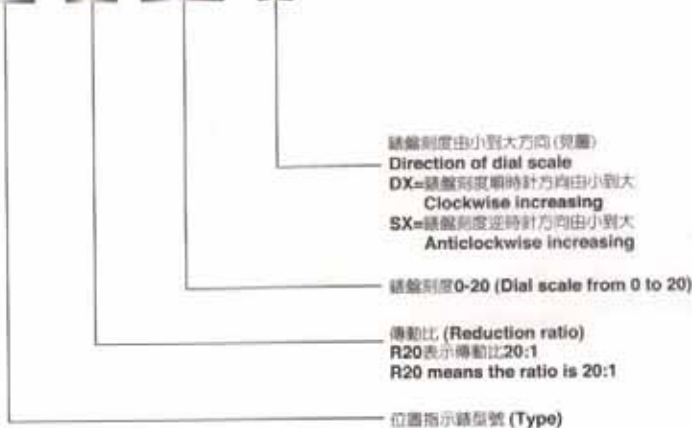 錶盤刻度由小到大方向(見圖)
Direction of dial scale
DX=錶盤刻度順時針方向由小到大
Clockwise increasing
SX=錶盤刻度逆時針方向由小到大
Anticlockwise increasing
錶盤刻度0-20 (Dial scale from 0 to 20)
傳動比 (Reduction ratio)
R20表示傳動比20:1
R20 means the ratio is 20:1
位置指示錶型號 (Type)